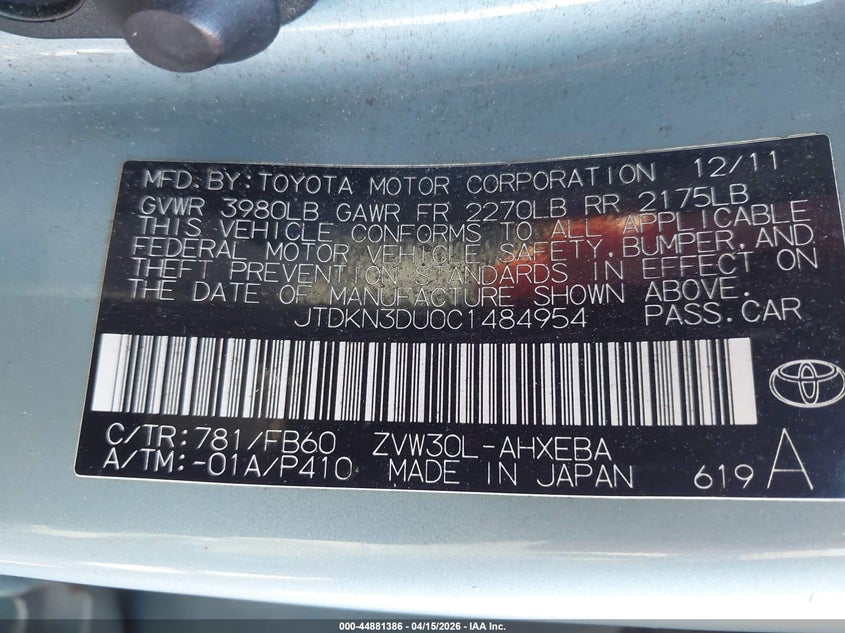 MFD.BY:TOYOTA MOTOR CORPORATION 12/11
GVWR 3980LB GAWR FR 2270LB RR 2175LB
THIS VEHICLE CONFORMS TO ALL APPLICABLE
FEDERAL MOTOR VEHICLE SAFETY,BUMPER,AND
THEFT PREVENTION STANDARDS IN EFFECT ON
THE DATE OF MANUFACTURE SHOWN ABOVE.
JTDKN3DU0C1484954 PASS.CAR
C/TR:781/FB60 ZVW30L-AHXEBA
A/TM:-01A/P410 MADE IN JAPAN 619 A
000-44881386 04/15/2026 - IAA Inc.